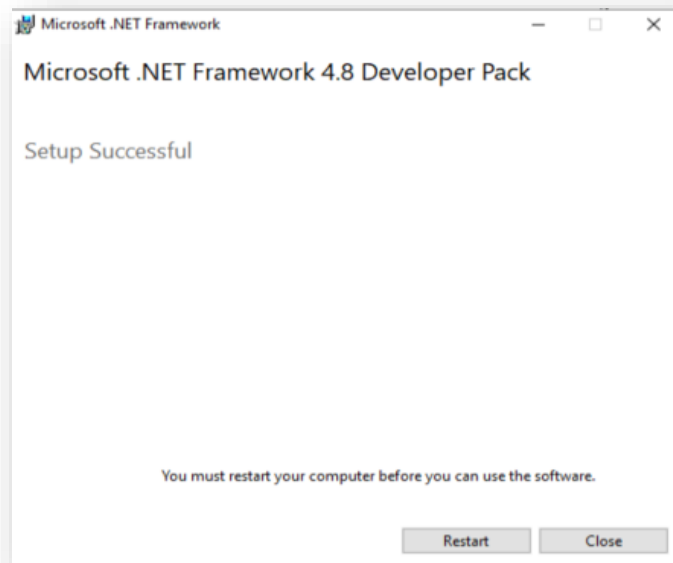 Microsoft .NET Framework
Microsoft .NET Framework 4.8 Developer Pack
Setup Successful
You must restart your computer before you can use the software.
Restart
Close